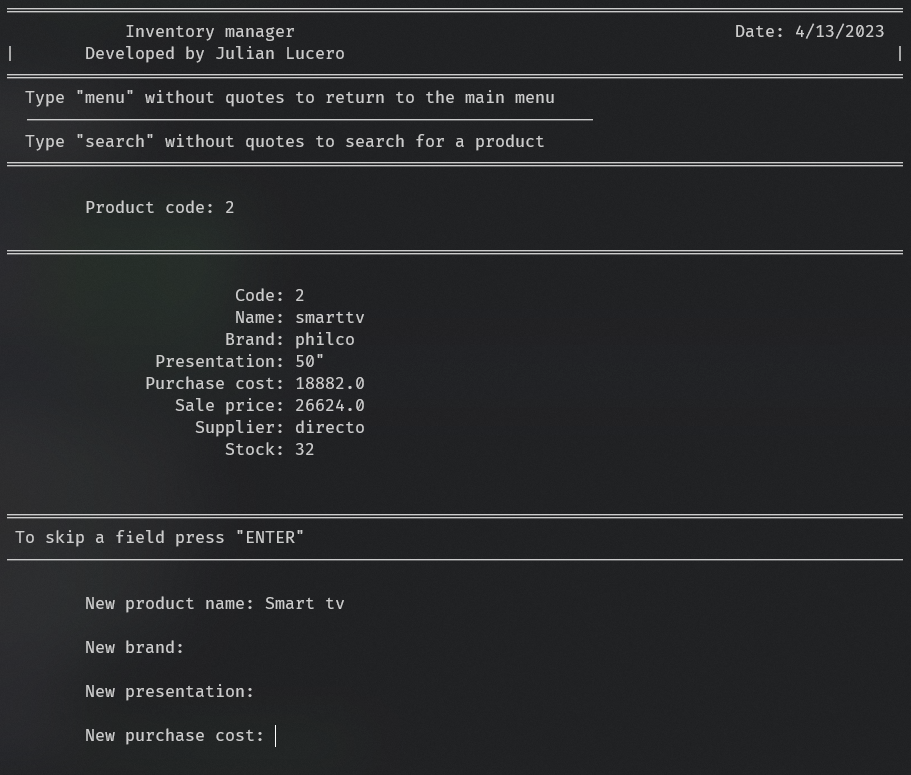 Inventory manager Date: 4/13/2023
| Developed by Julian Lucero |
Type "menu" without quotes to return to the main menu
Type "search" without quotes to search for a product
Product code: 2
Code: 2
Name: smarttv
Brand: philco
Presentation: 50"
Purchase cost: 18882.0
Sale price: 26624.0
Supplier: directo
Stock: 32
To skip a field press "ENTER"
New product name: Smart tv
New brand:
New presentation:
New purchase cost: